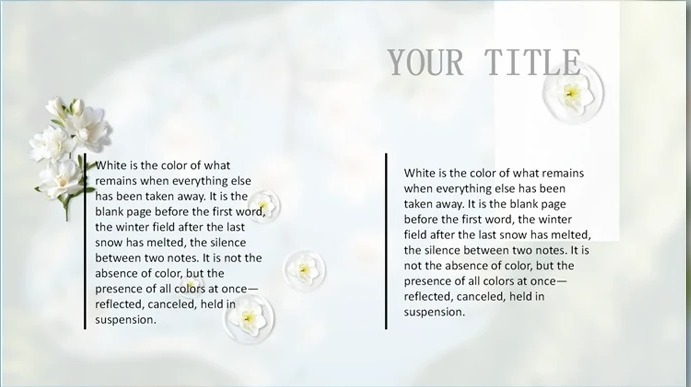 YOUR TITLE
White is the color of what
remains when everything else
has been taken away. It is the
blank page before the first word,
the winter field after the last
snow has melted, the silence
between two notes. It is not the
absence of color, but the
presence of all colors at once—
reflected, canceled, held in
suspension.
White is the color of what remains
when everything else has been
taken away. It is the blank page
before the first word, the winter
field after the last snow has melted,
the silence between two notes. It is
not the absence of color, but the
presence of all colors at once—
reflected, canceled, held in
suspension.